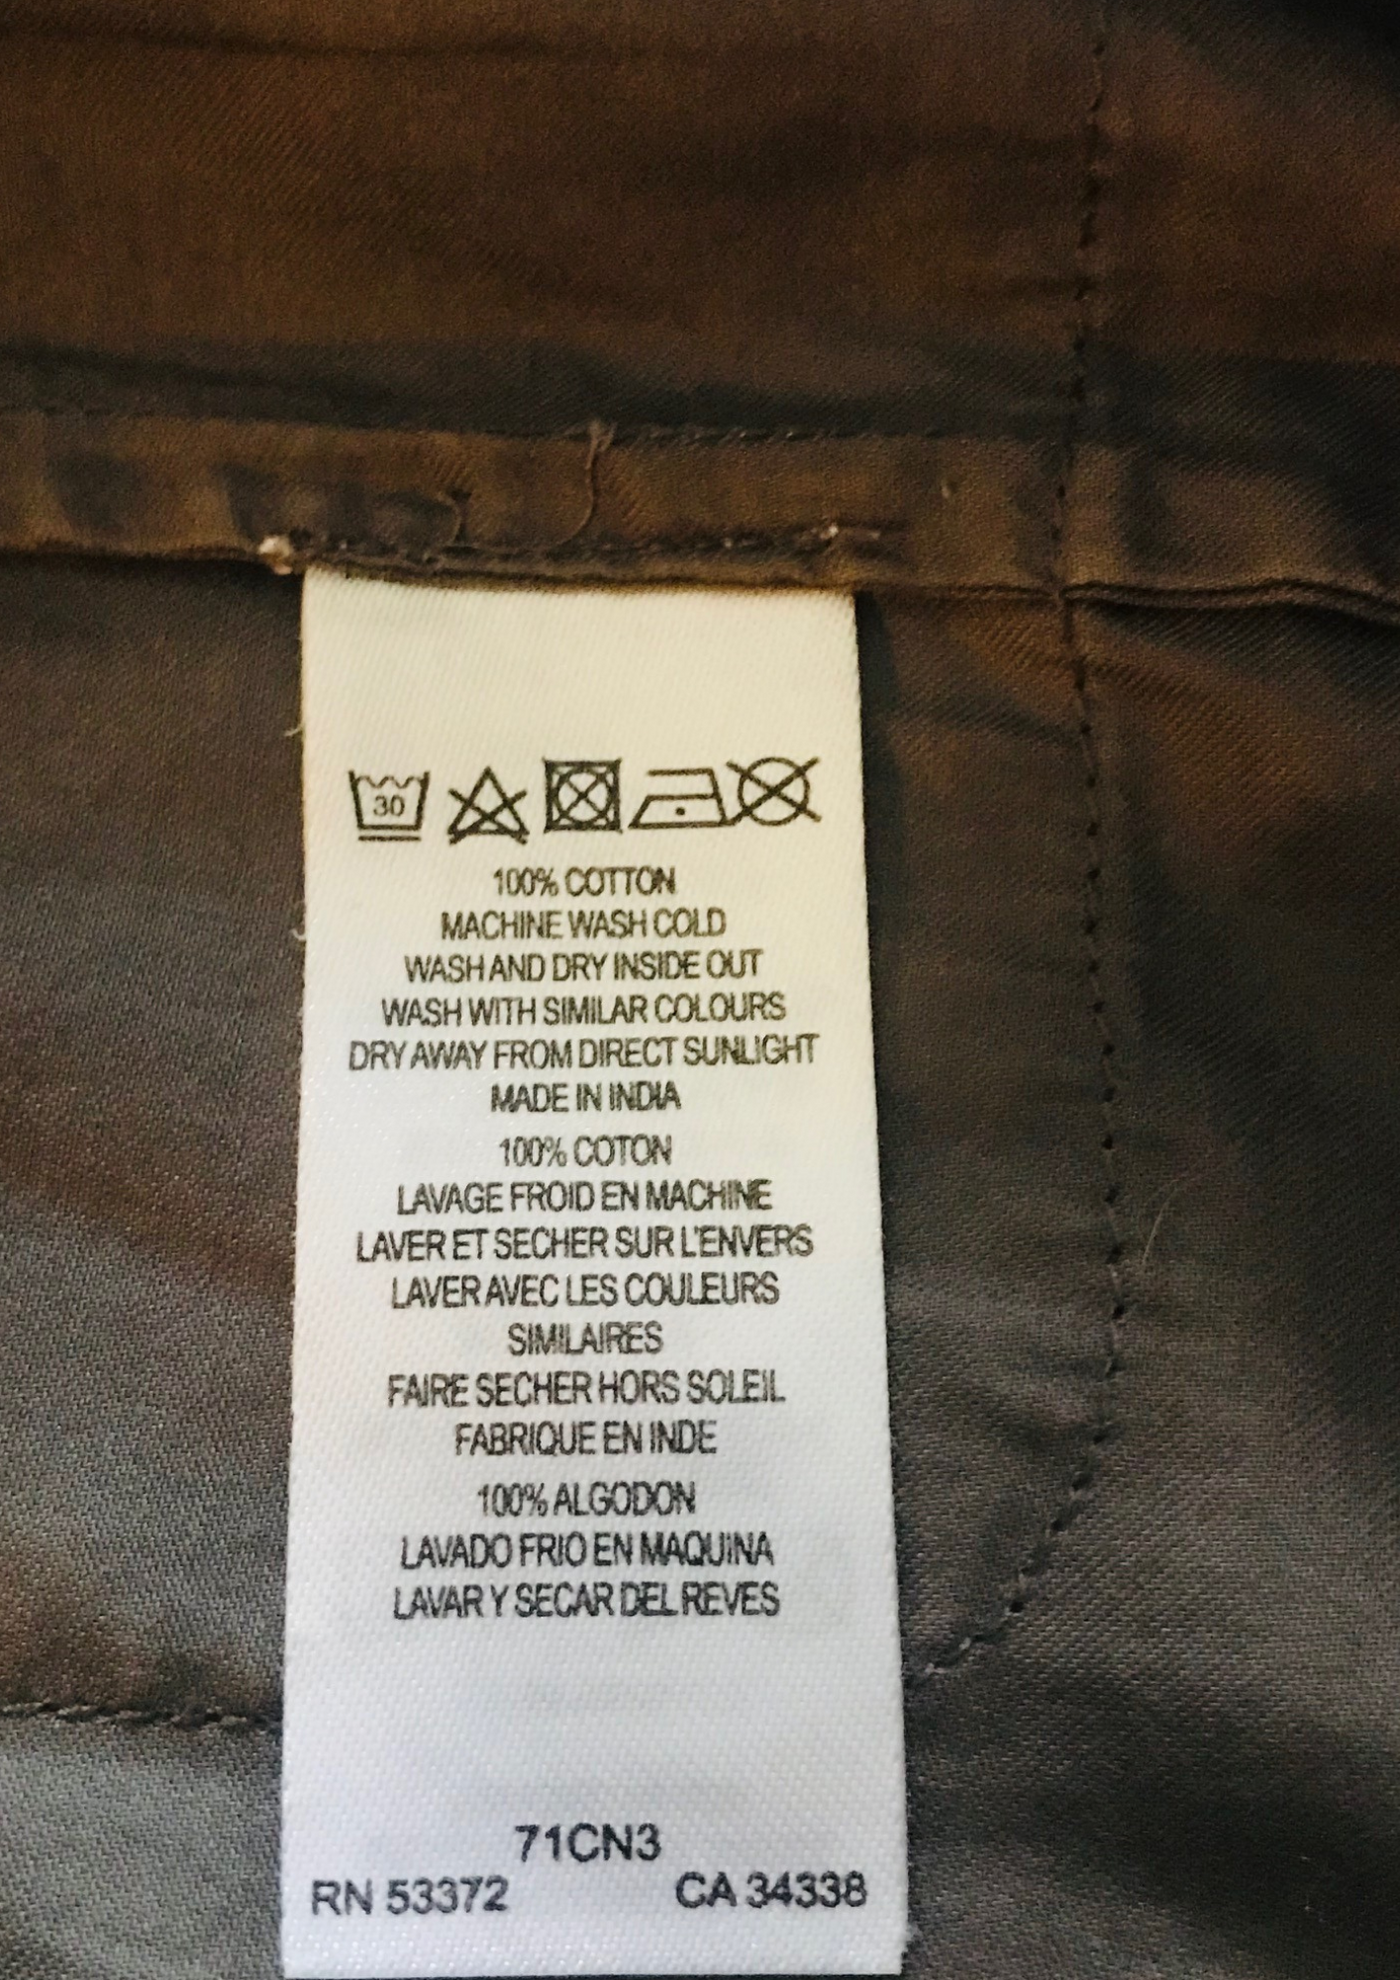 30
100% COTTON
MACHINE WASH COLD
WASH AND DRY INSIDE OUT
WASH WITH SIMILAR COLOURS
DRY AWAY FROM DIRECT SUNLIGHT
MADE IN INDIA
100% COTON
LAVAGE FROID EN MACHINE
LAVER ET SECHER SUR L'ENVERS
LAVER AVEC LES COULEURS
SIMILAIRES
FAIRE SECHER HORS SOLEIL
FABRIQUE EN INDE
100% ALGODON
LAVADO FRIO EN MAQUINA
LAVAR Y SECAR DEL REVES
71CN3
RN 53372 CA 34338